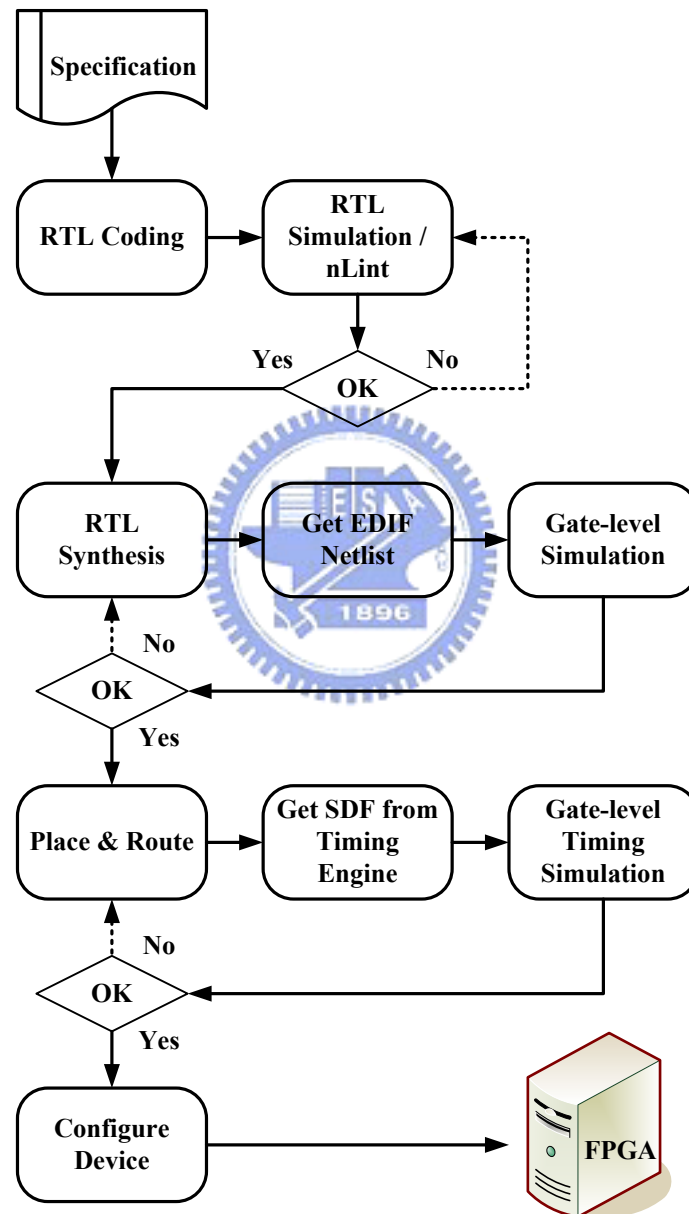 Specification
RTL Coding
RTL
Simulation /
nLint
Yes
No
OK
RTL
Synthesis
Get EDIF
Netlist
Gate-level
Simulation
ESA
1896
No
OK
Yes
Place & Route
Get SDF from
Timing
Engine
Gate-level
Timing
Simulation
No
OK
Yes
Configure
Device
FPGA